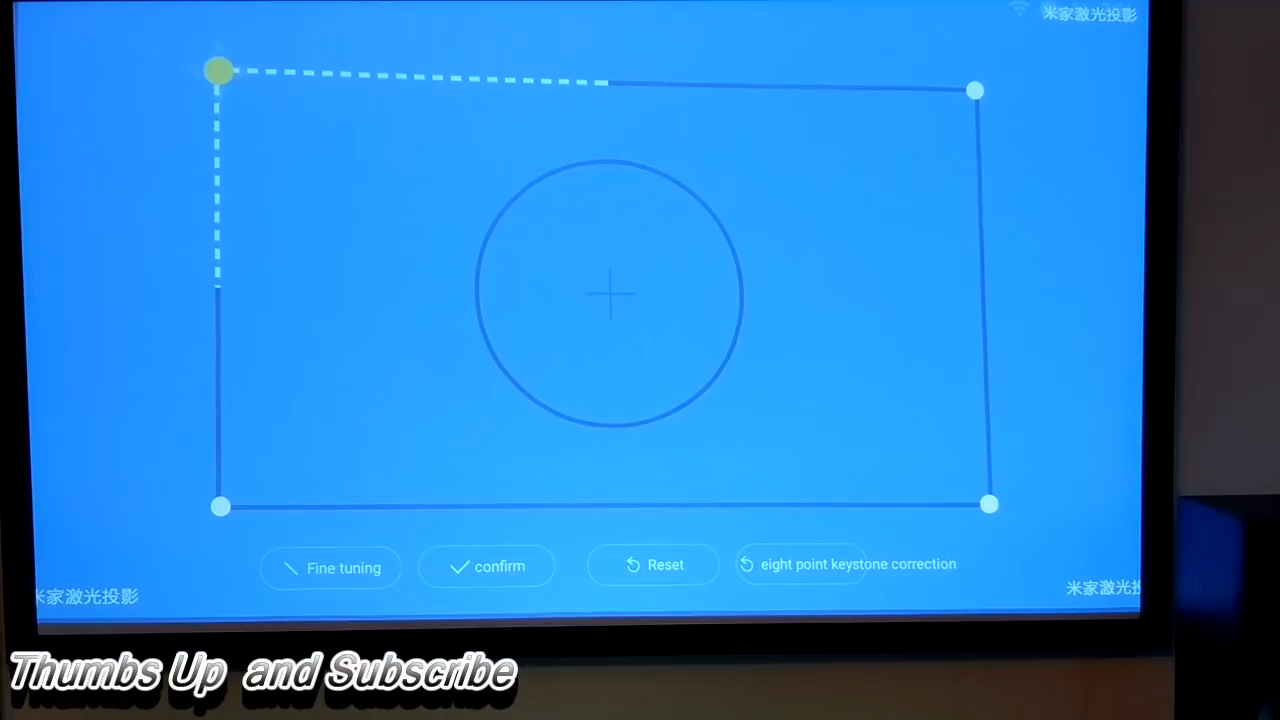 米家激光投影
Fine tuning
confirm
Reset
eight point keystone correction
米家激光投影
米家激光投
Thumbs Up and Subscribe